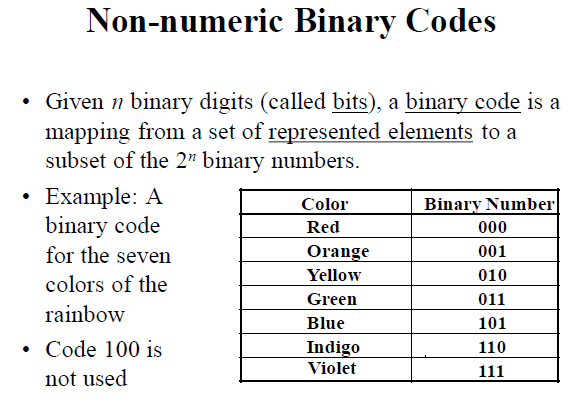 Non-numeric Binary Codes
• Given n binary digits (called bits), a binary code is a
mapping from a set of represented elements to a
subset of the 2ⁿ binary numbers.
• Example: A
binary code
for the seven
colors of the
rainbow
• Code 100 is
not used
Color Binary Number
Red 000
Orange 001
Yellow 010
Green 011
Blue 101
Indigo 110
Violet 111